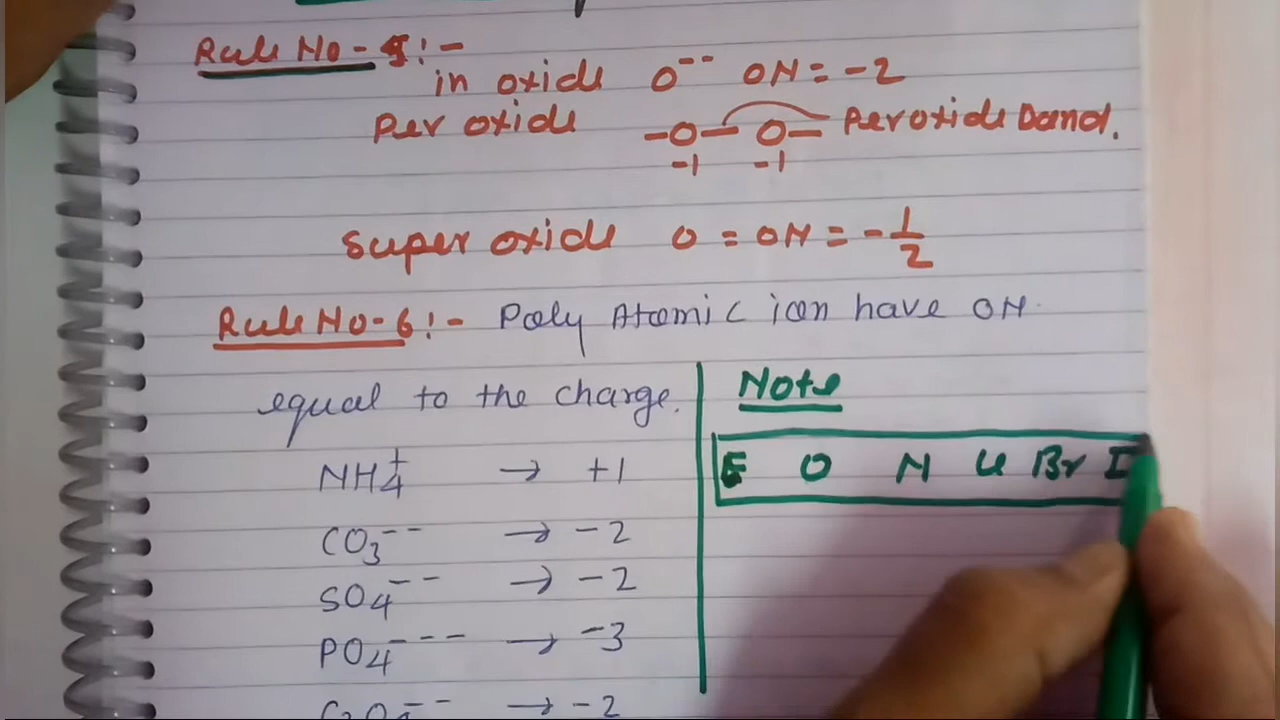 Rule No-5:-
in oxide O-- ON = -2
Per oxide -O-O- Peroxide Band.
-1 -1
Super oxide O = ON = -1/2
Rule No-6:- Poly Atomic ion have ON
equal to the charge.
NH4+ → +1
CO3-- → -2
SO4-- → -2
PO4--- → -3
→ -2
Note
F O N Cl Br I